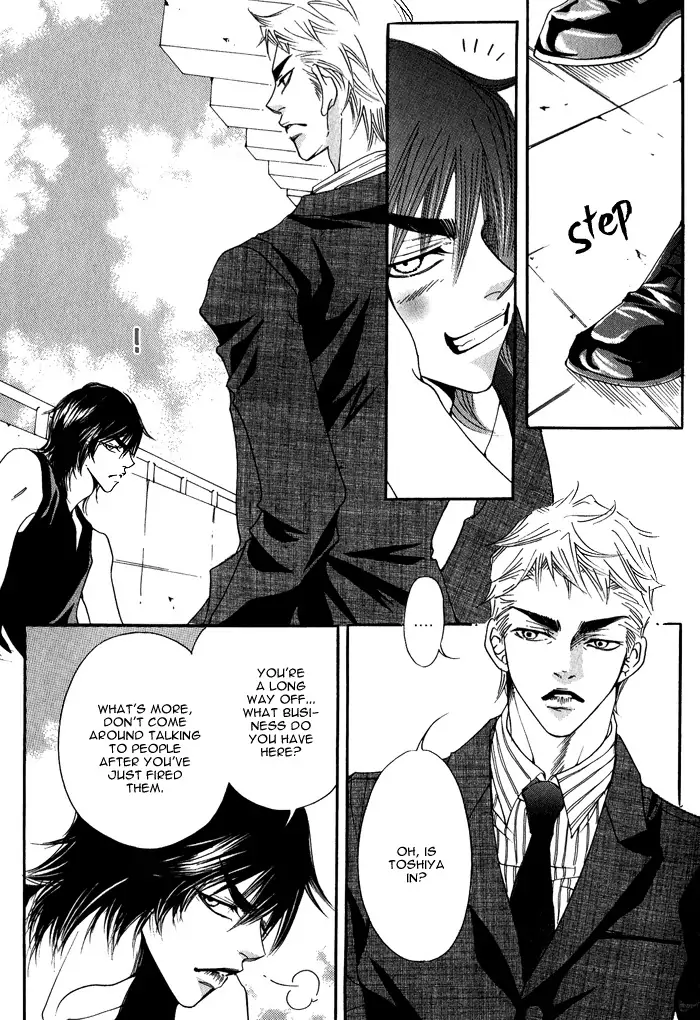 step
!
.....
OH, IS
TOSHIYA
IN?
YOU'RE
A LONG
WAY OFF...
WHAT BUSI-
NESS DO
YOU HAVE
HERE?
WHAT'S MORE,
DON'T COME
AROUND TALKING
TO PEOPLE
AFTER YOU'VE
JUST FIRED
THEM.